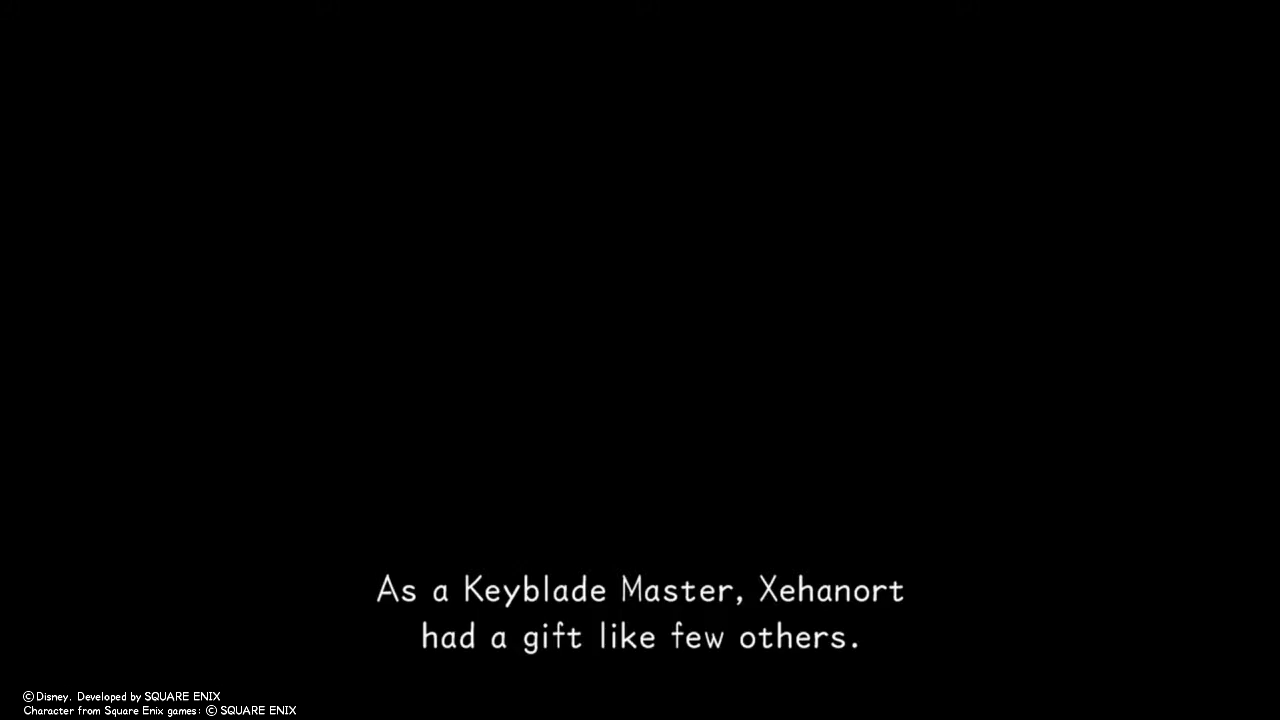 As a Keyblade Master, Xehanort
had a gift like few others.
©Disney. Developed by SQUARE ENIX
Character from Square Enix games: © SQUARE ENIX